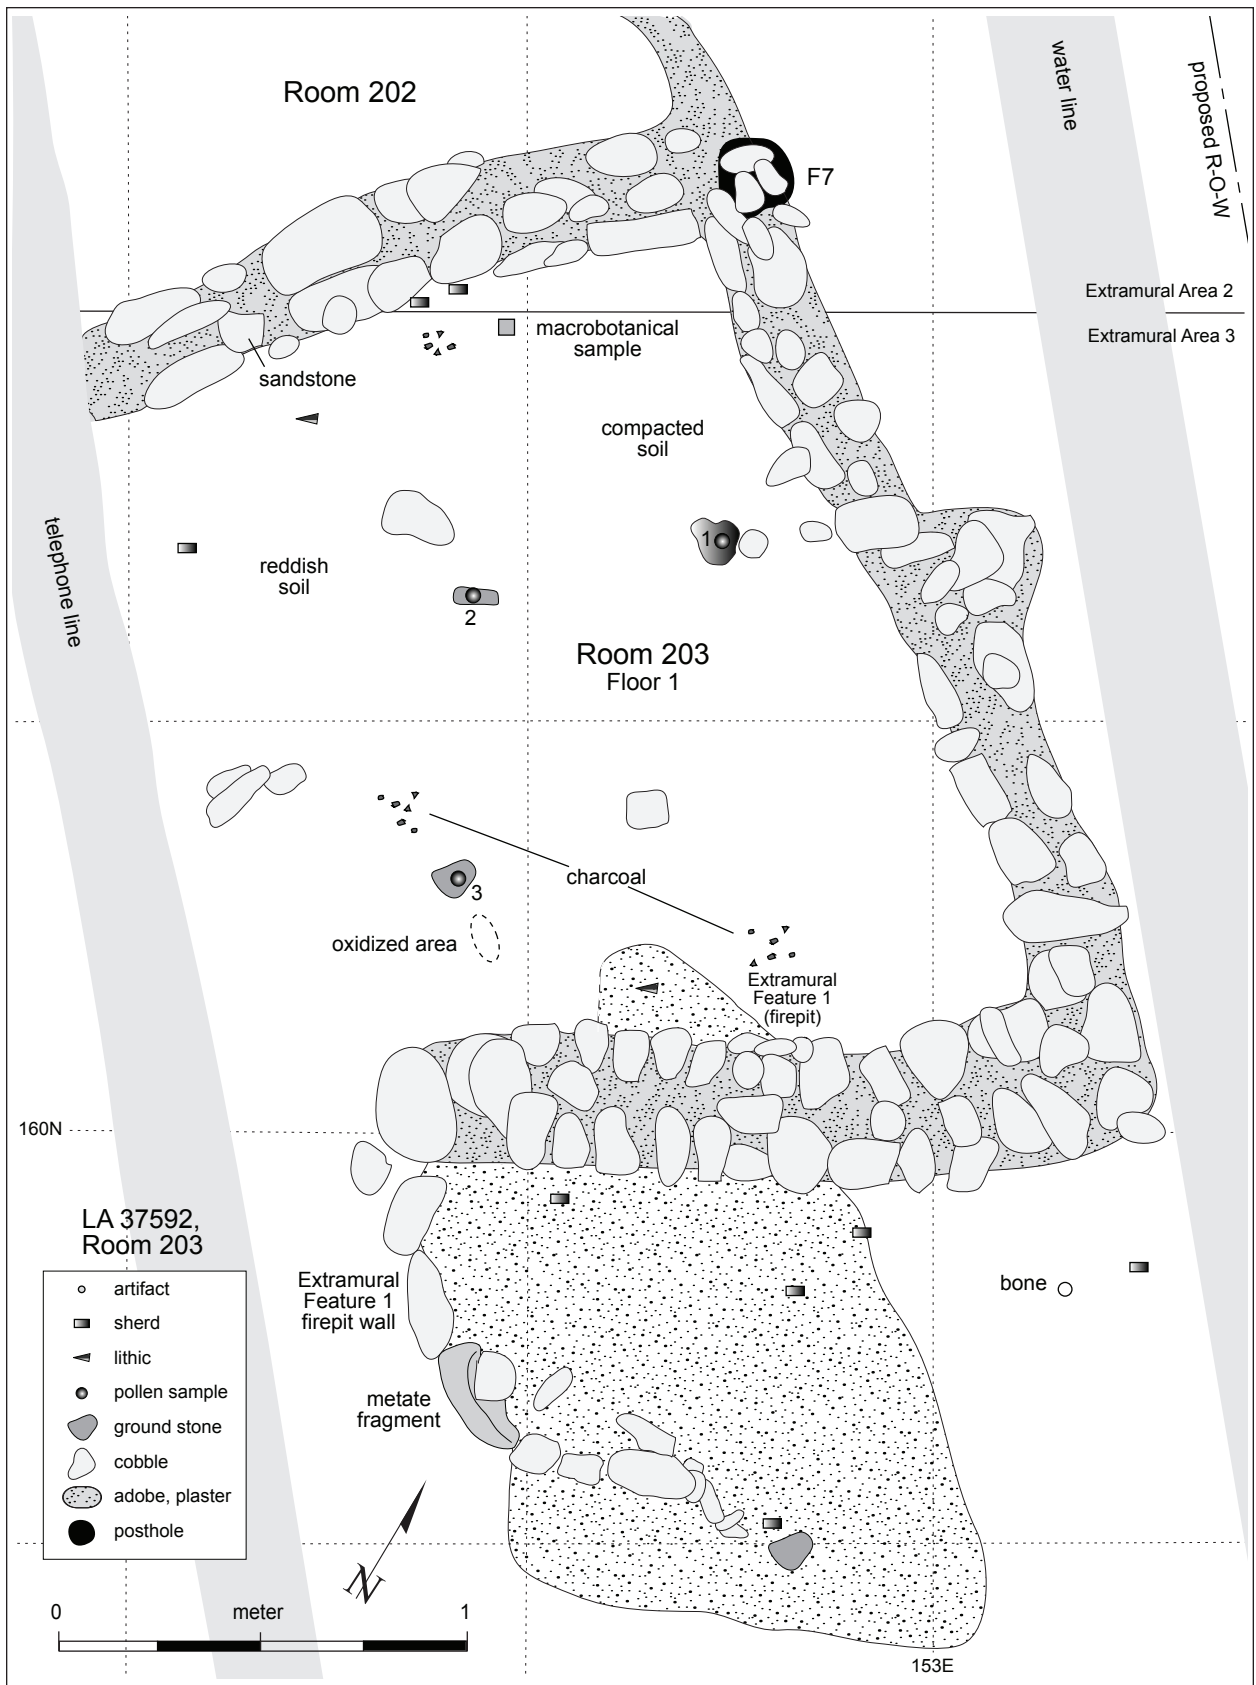 Room 202
water line
proposed R-O-W
F7
Extramural Area 2
Extramural Area 3
macrobotanical
sample
sandstone
compacted
soil
telephone line
1
reddish
soil
2
Room 203
Floor 1
charcoal
3
oxidized area
Extramural
Feature 1
(firepit)
160N
LA 37592,
Room 203
artifact
sherd
lithic
pollen sample
ground stone
cobble
adobe, plaster
posthole
Extramural
Feature 1
firepit wall
bone
metate
fragment
N
0 meter 1
153E